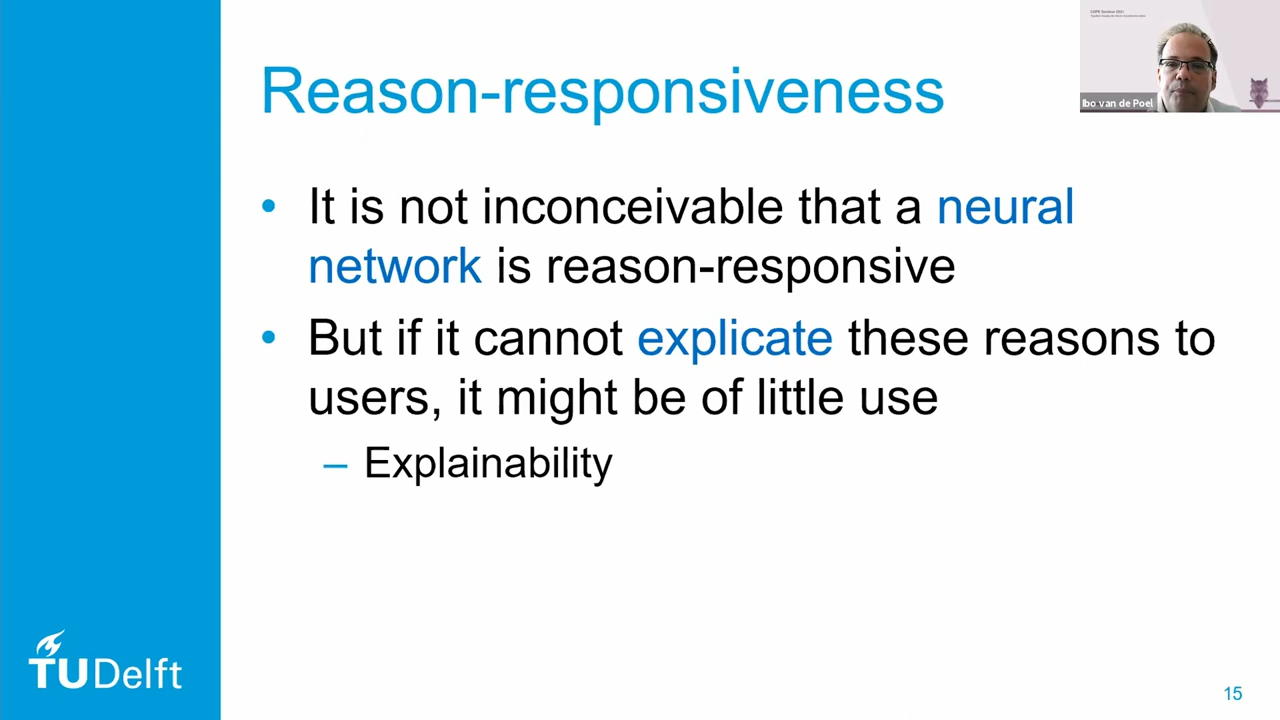 Reason-responsiveness
• It is not inconceivable that a neural
network is reason-responsive
• But if it cannot explicate these reasons to
users, it might be of little use
– Explainability
TU Delft
15
Ibo van de Poel